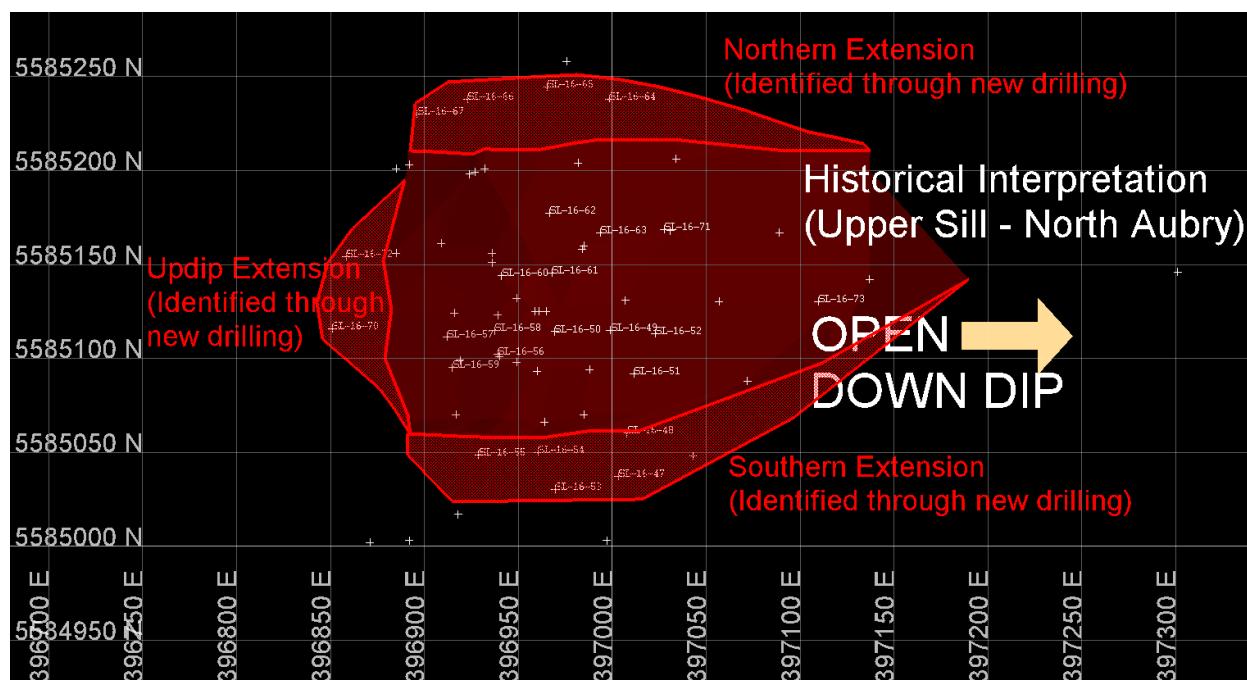 Northern Extension
(Identified through new drilling)
5585250 N
SL-16-65
SL-16-66
SL-16-64
SL-16-67
5585200 N
Historical Interpretation
(Upper Sill - North Aubry)
SL-16-62
SL-16-63
SL-16-71
5585150 N
SL-16-72
Updip Extension
(Identified through
new drilling)
SL-16-60
SL-16-61
SL-16-73
SL-16-70
SL-16-57
SL-16-58
SL-16-50
SL-16-49
SL-16-52
OPEN
DOWN DIP
5585100 N
SL-16-56
SL-16-59
SL-16-51
5585050 N
SL-16-48
SL-16-55
SL-16-54
SL-16-47
SL-16-53
Southern Extension
(Identified through new drilling)
5585000 N
5584950 N
396800 E
396850 E
396900 E
396950 E
397000 E
397050 E
397100 E
397150 E
397200 E
397250 E
397300 E